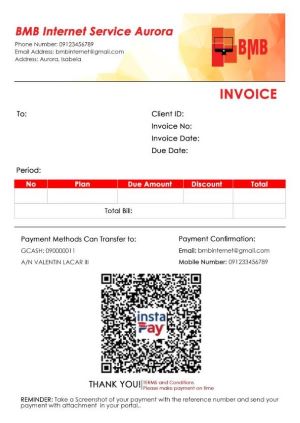 BMB Internet Service Aurora
Phone Number: 09123456789
Email Address: bmbinternet@gmail.com
Address: Aurora, Isabela
BMB
INVOICE
To:
Client ID:
Invoice No:
Invoice Date:
Due Date:
Period:
No Plan Due Amount Discount Total
Total Bill:
Payment Methods Can Transfer to:
GCASH: 090000011
A/N VALENTIN LACAR III
Payment Confirmation:
Email: bmbinternet@gmail.com
Mobile Number: 091233456789
insta
Pay
THANK YOU!
TERMS and Conditions
Please make payment on time
REMINDER: Take a Screenshot of your payment with the reference number and send your
payment with attachment in your portal,.